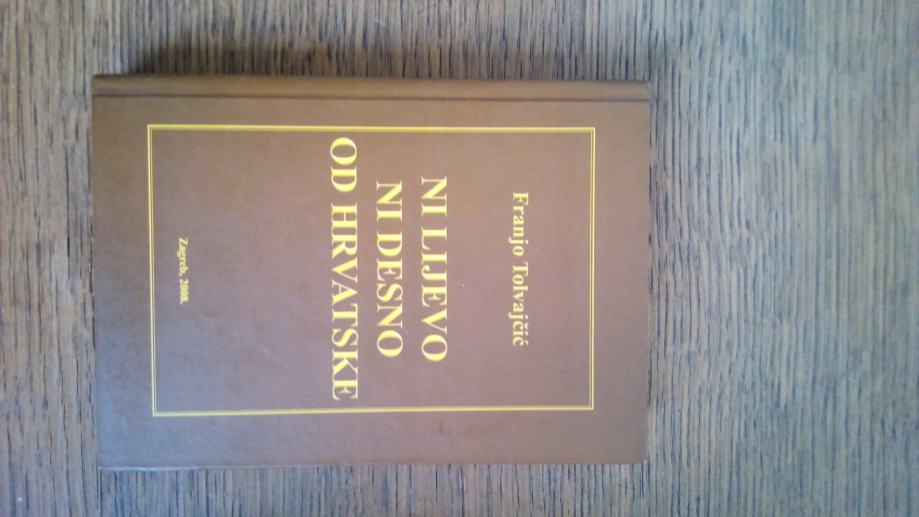 Franjo Tolvajčić
NI LIJEVO
NI DESNO
OD HRVATSKE
Zagreb, 2008.